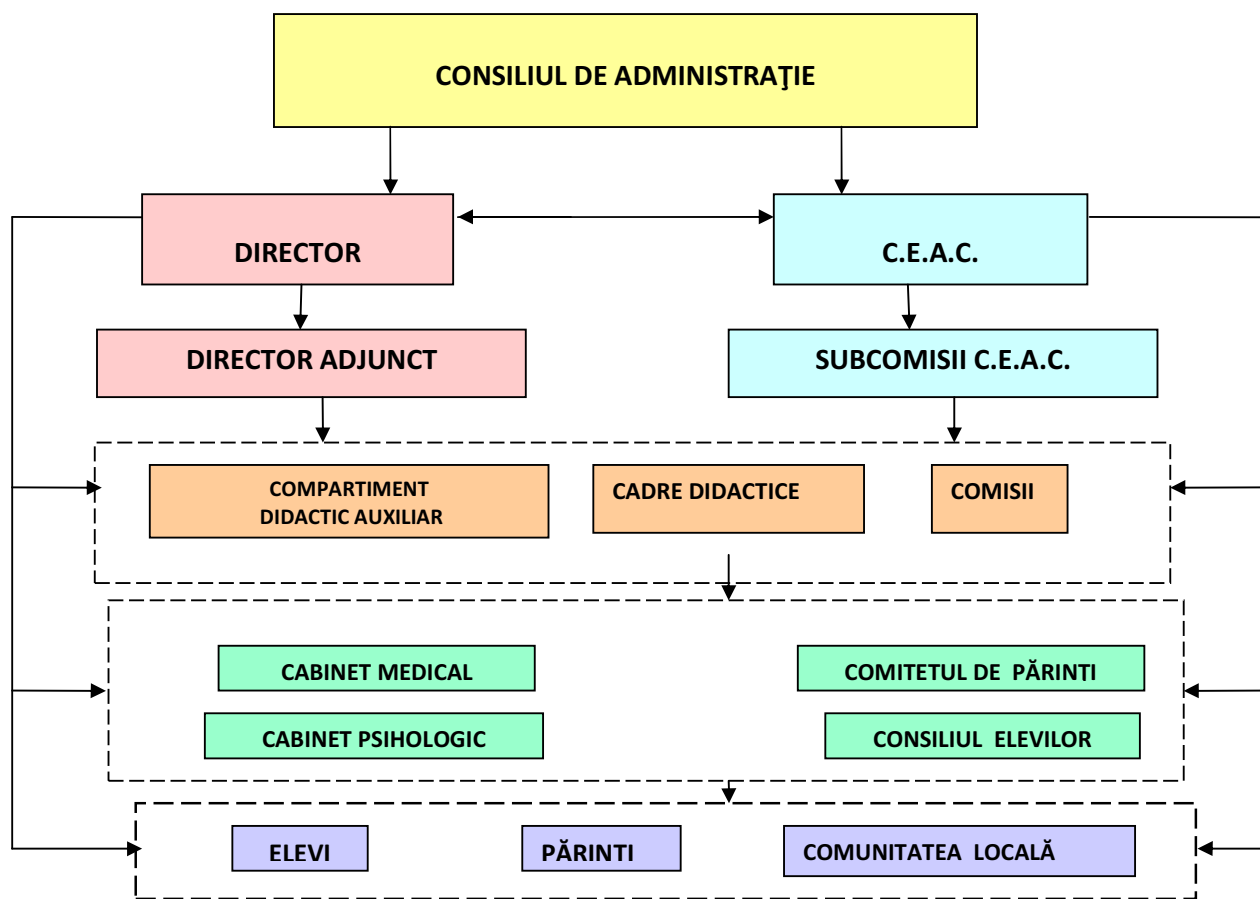 CONSILIUL DE ADMINISTRAŢIE
DIRECTOR
C.E.A.C.
DIRECTOR ADJUNCT
SUBCOMISII C.E.A.C.
COMPARTIMENT
DIDACTIC AUXILIAR
CADRE DIDACTICE
COMISII
CABINET MEDICAL
COMITETUL DE PĂRINTI
CABINET PSIHOLOGIC
CONSILIUL ELEVILOR
ELEVI
PĂRINTI
COMUNITATEA LOCALĂ